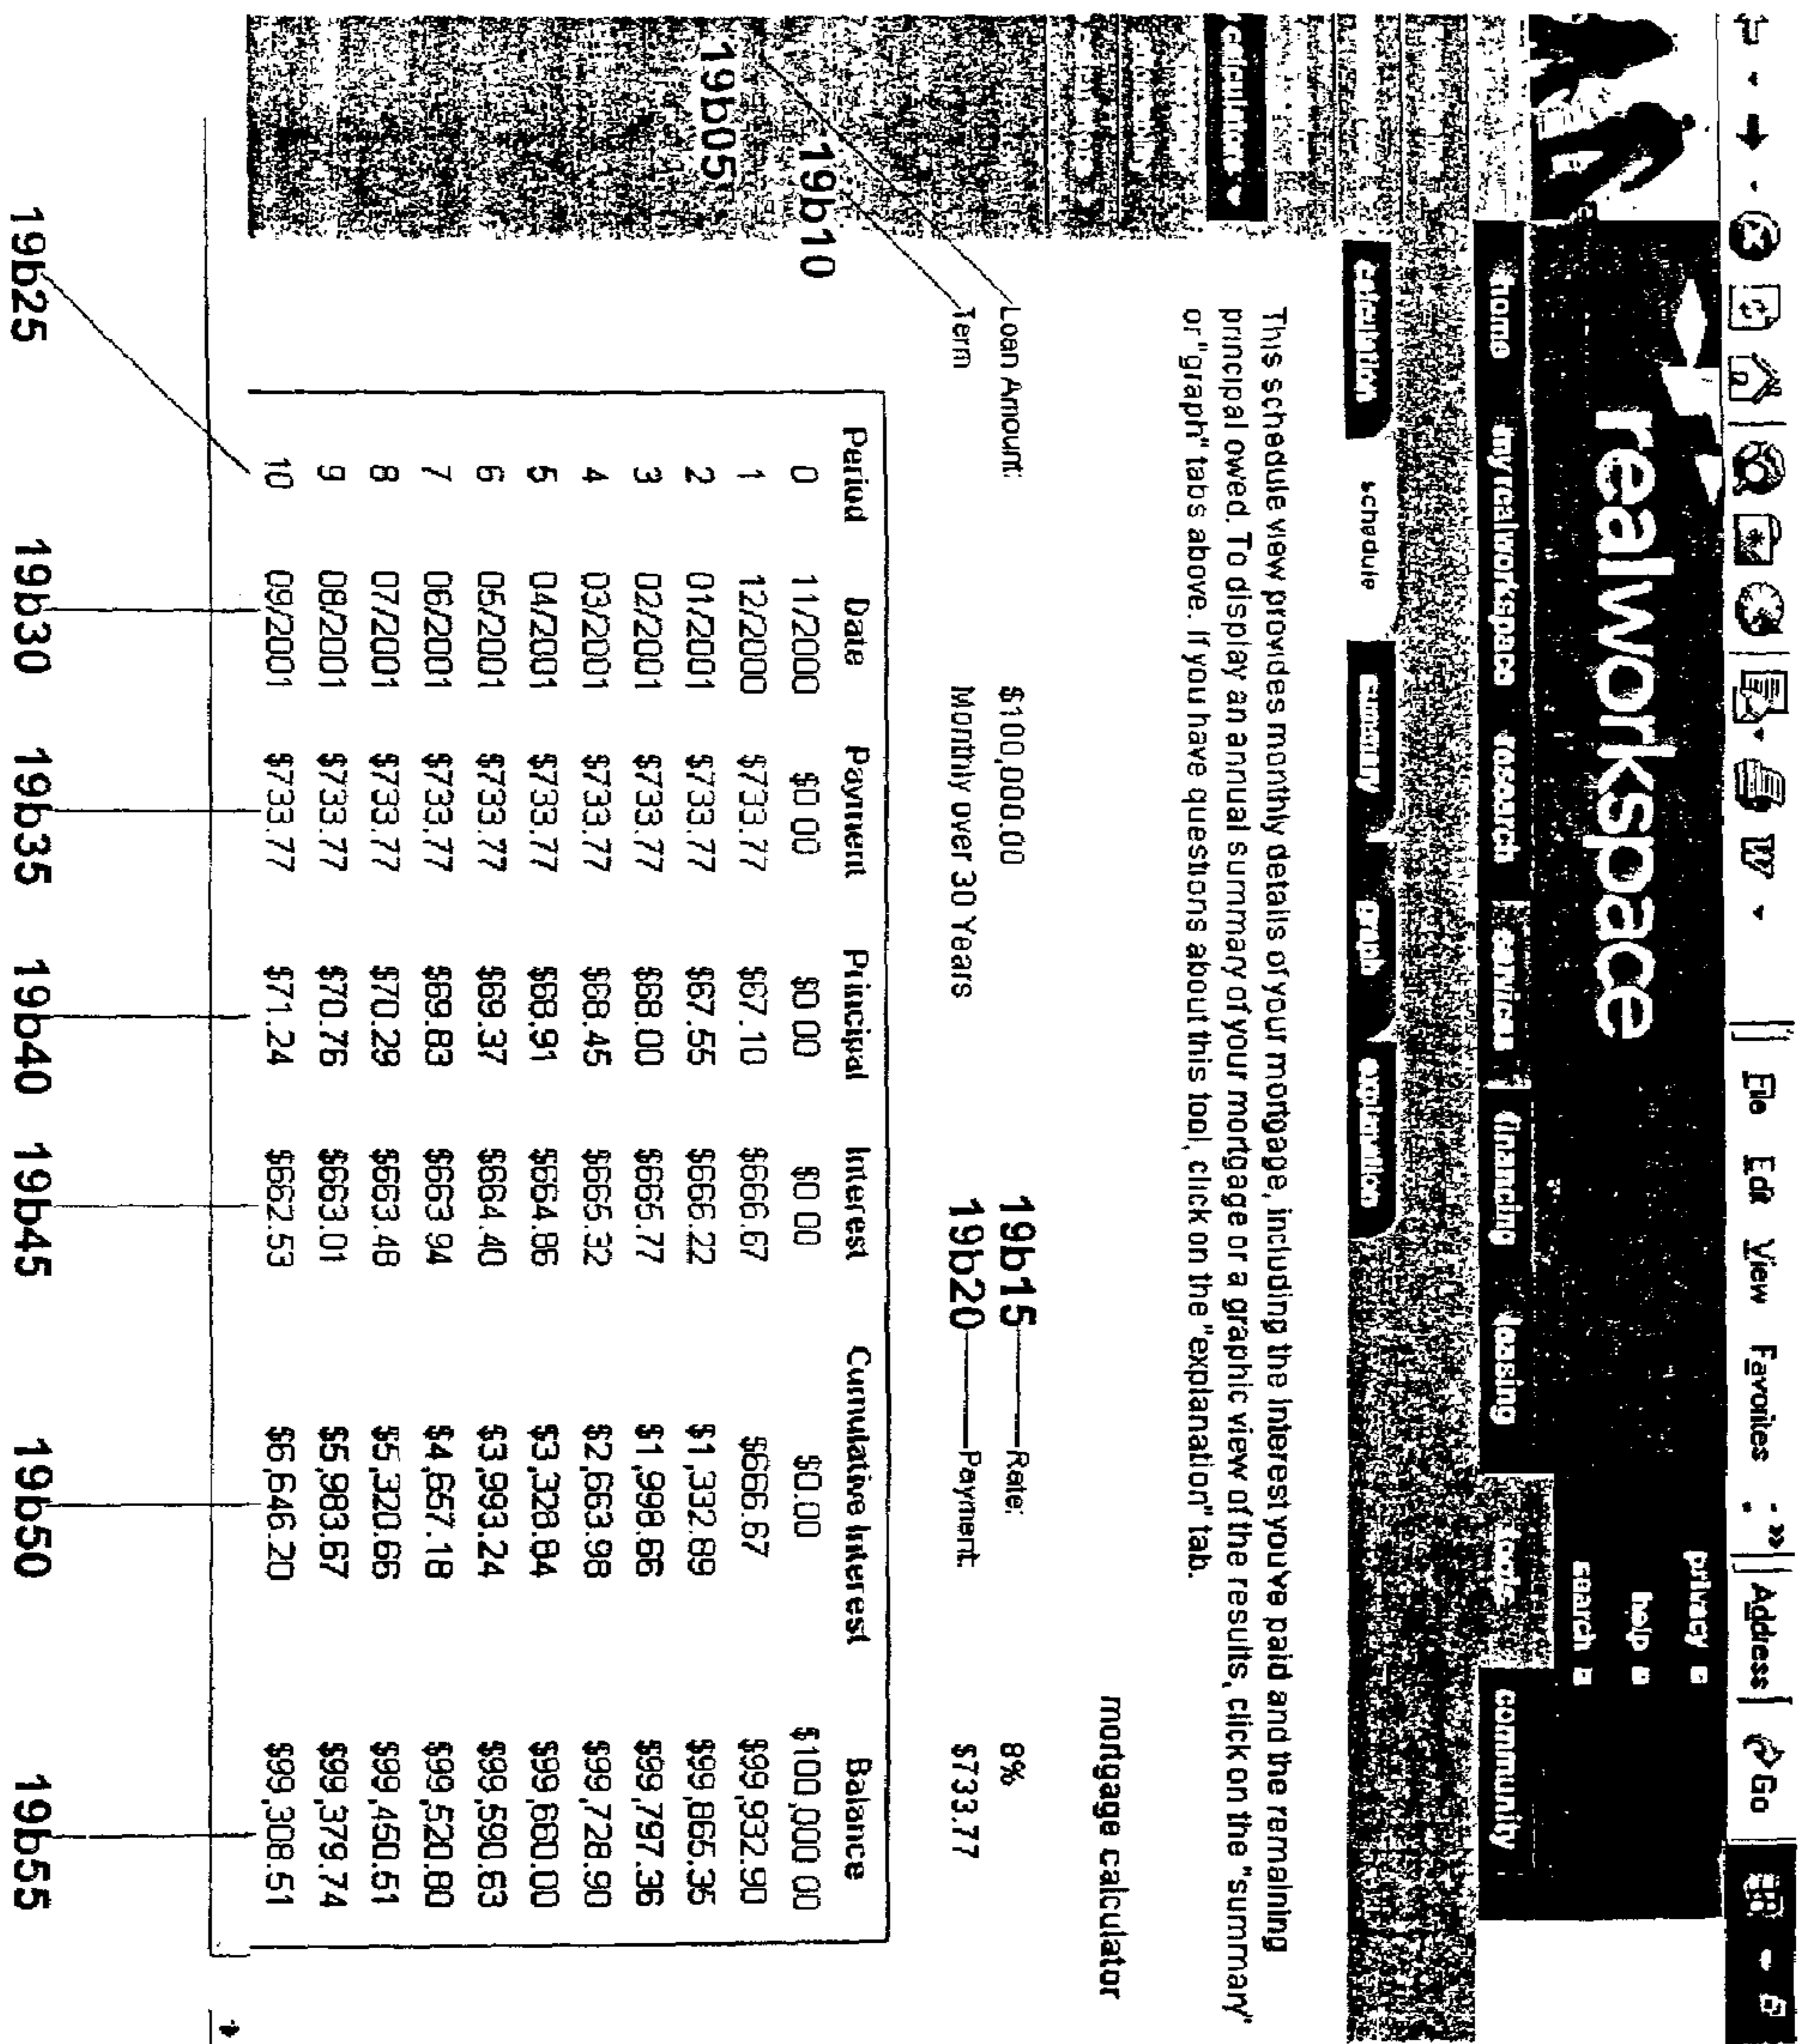 File Edit View Favorites » Address Go
realworkspace
privacy
help
search
home myrealworkspace research services financing leasing tools community
calculation schedule summary graph explanation
mortgage calculator
This schedule view provides monthly details of your mortgage, including the interest you've paid and the remaining
principal owed. To display an annual summary of your mortgage or a graphic view of the results, click on the "summary"
or "graph" tabs above. If you have questions about this tool, click on the "explanation" tab.
Loan Amount: $100,000.00 19b15 Rate: 8%
Term Monthly over 30 Years 19b20 Payment: $733.77
19b10
19b05
Period Date Payment Principal Interest Cumulative Interest Balance
0 11/2000 $0.00 $0.00 $0.00 $0.00 $100,000.00
1 12/2000 $733.77 $67.10 $666.67 $666.67 $99,932.90
2 01/2001 $733.77 $67.55 $666.22 $1,332.89 $99,865.35
3 02/2001 $733.77 $68.00 $665.77 $1,998.66 $99,797.36
4 03/2001 $733.77 $68.45 $665.32 $2,663.98 $99,728.90
5 04/2001 $733.77 $68.91 $664.86 $3,328.84 $99,660.00
6 05/2001 $733.77 $69.37 $664.40 $3,993.24 $99,590.63
7 06/2001 $733.77 $69.83 $663.94 $4,657.18 $99,520.80
8 07/2001 $733.77 $70.29 $663.48 $5,320.66 $99,450.51
9 08/2001 $733.77 $70.76 $663.01 $5,983.67 $99,379.74
10 09/2001 $733.77 $71.24 $662.53 $6,646.20 $99,308.51
19b25 19b30 19b35 19b40 19b45 19b50 19b55